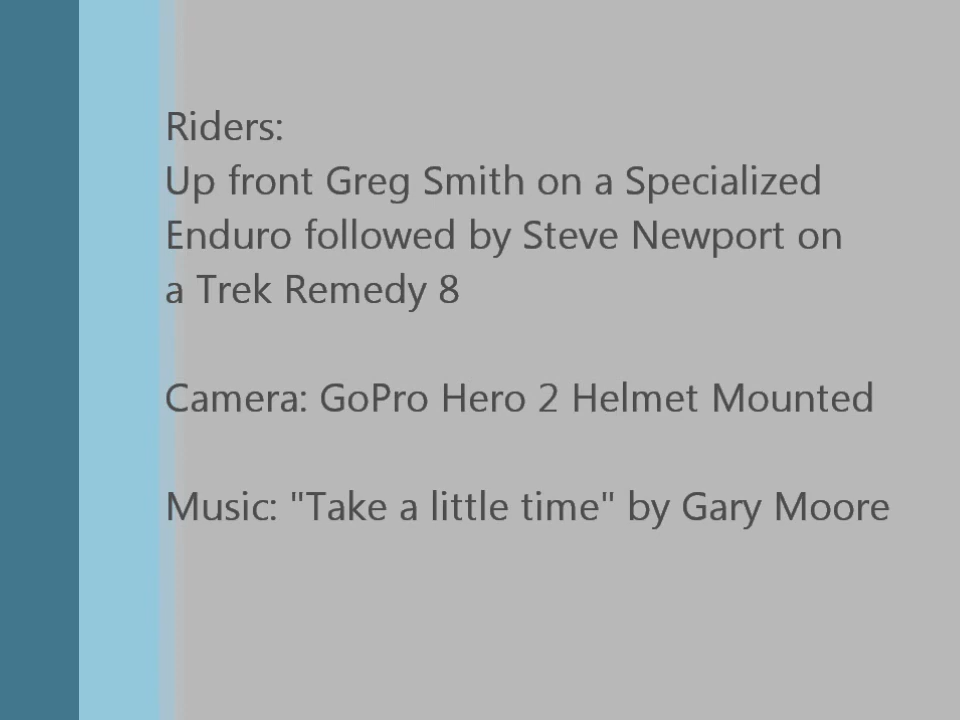 Riders:
Up front Greg Smith on a Specialized
Enduro followed by Steve Newport on
a Trek Remedy 8
Camera: GoPro Hero 2 Helmet Mounted
Music: "Take a little time" by Gary Moore